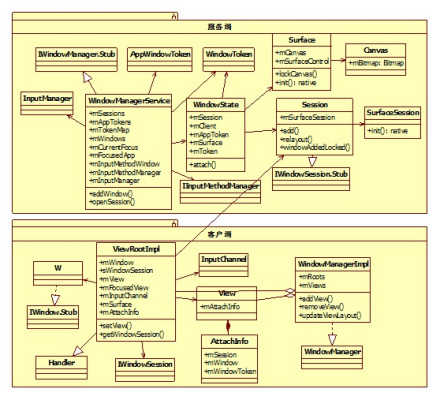 服务端
Surface
+mCanvas
+mSurfaceControl
+lockCanvas()
+init(): native
Canvas
+mBitmap: Bitmap
IWindowManager.Stub
AppWindowToken
WindowToken
InputManager
WindowManagerService
+mSessions
+mAppTokens
+mTokenMap
+mWindows
+mCurrentFocus
+mFocusedApp
+mInputMethodWindow
+mInputMethodManager
+mInputManager
+addWindow()
+openSession()
WindowState
+mSession
+mClient
+mAppToken
+mSurface
+mToken
+attach()
Session
+mSurfaceSession
+add()
+relayout()
+windowAddedLocked()
SurfaceSession
+init(): native
IInputMethodManager
IWindowSession.Stub
客户端
ViewRootImpl
+mWindow
+sWindowSession
+mView
+mFocusedView
+mInputChannel
+mSurface
+mAttachInfo
+setView()
+getWindowSession()
InputChannel
WindowManagerImpl
+mRoots
+mViews
+addView()
+removeView()
+updateViewLayout()
W
View
+mAttachInfo
IWindow.Stub
AttachInfo
+mSession
+mWindow
+mWindowToken
WindowManager
Handler
IWindowSession